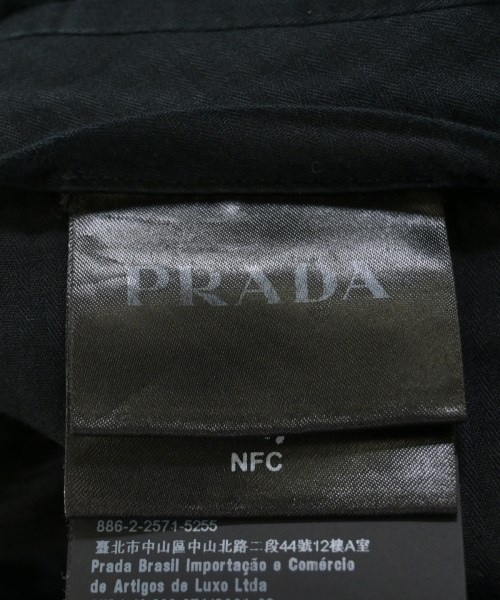 PRADA
NFC
886-2-2571-5255
臺北市中山區中山北路二段44號12樓A室
Prada Brasil Importação e Comércio
de Artigos de Luxo Ltda